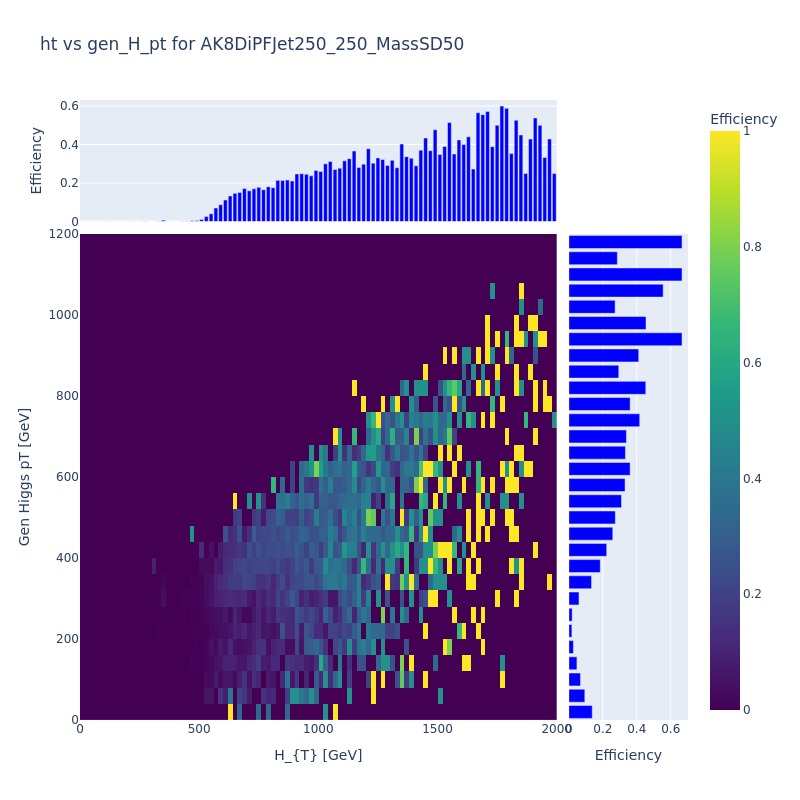 ht vs gen_H_pt for AK8DiPFJet250_250_MassSD50
Efficiency
0.6
0.4
0.2
0
Efficiency
1
0.8
0.6
0.4
0.2
0
Gen Higgs pT [GeV]
1200
1000
800
600
400
200
0
0 500 1000 1500 2000
H_{T} [GeV]
0 0.2 0.4 0.6
Efficiency